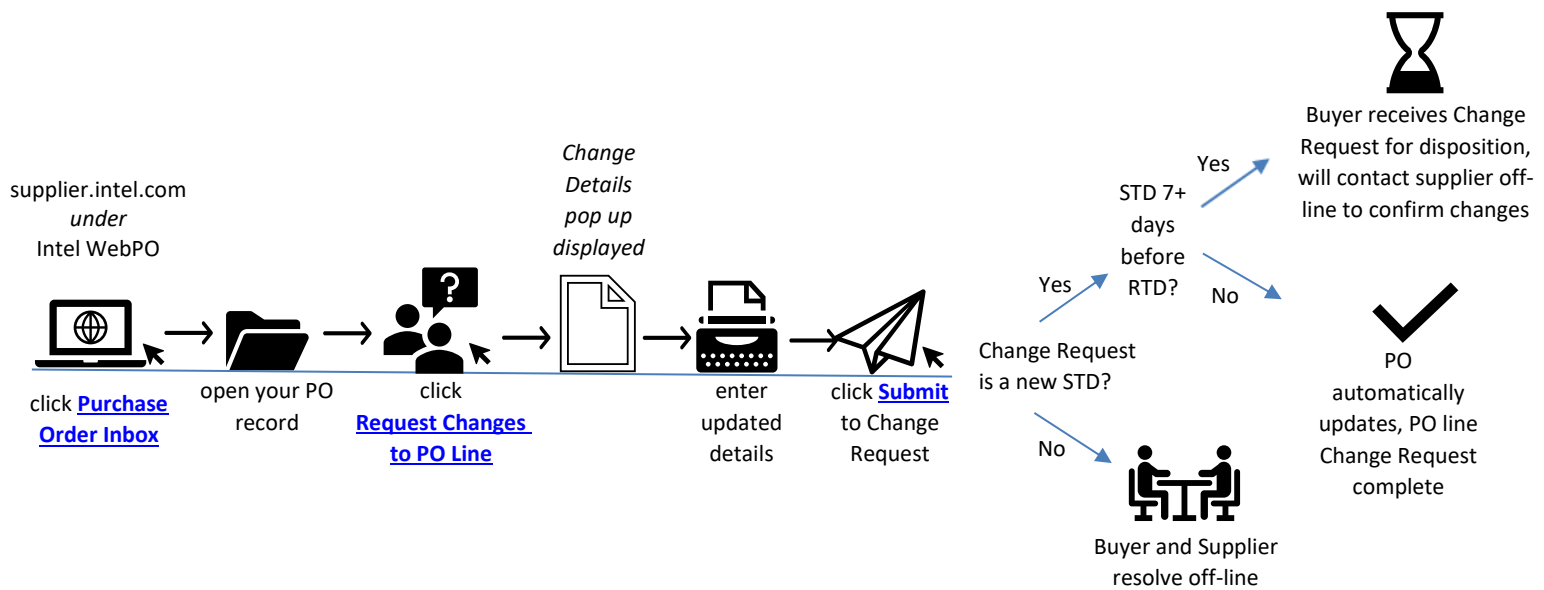 supplier.intel.com
under
Intel WebPO
click Purchase
Order Inbox
open your PO
record
?
click
Request Changes
to PO Line
Change
Details
pop up
displayed
enter
updated
details
click Submit
to Change
Request
Change Request
is a new STD?
Yes
No
STD 7+
days
before
RTD?
Yes
No
Buyer receives Change
Request for disposition,
will contact supplier off-
line to confirm changes
PO
automatically
updates, PO line
Change Request
complete
Buyer and Supplier
resolve off-line